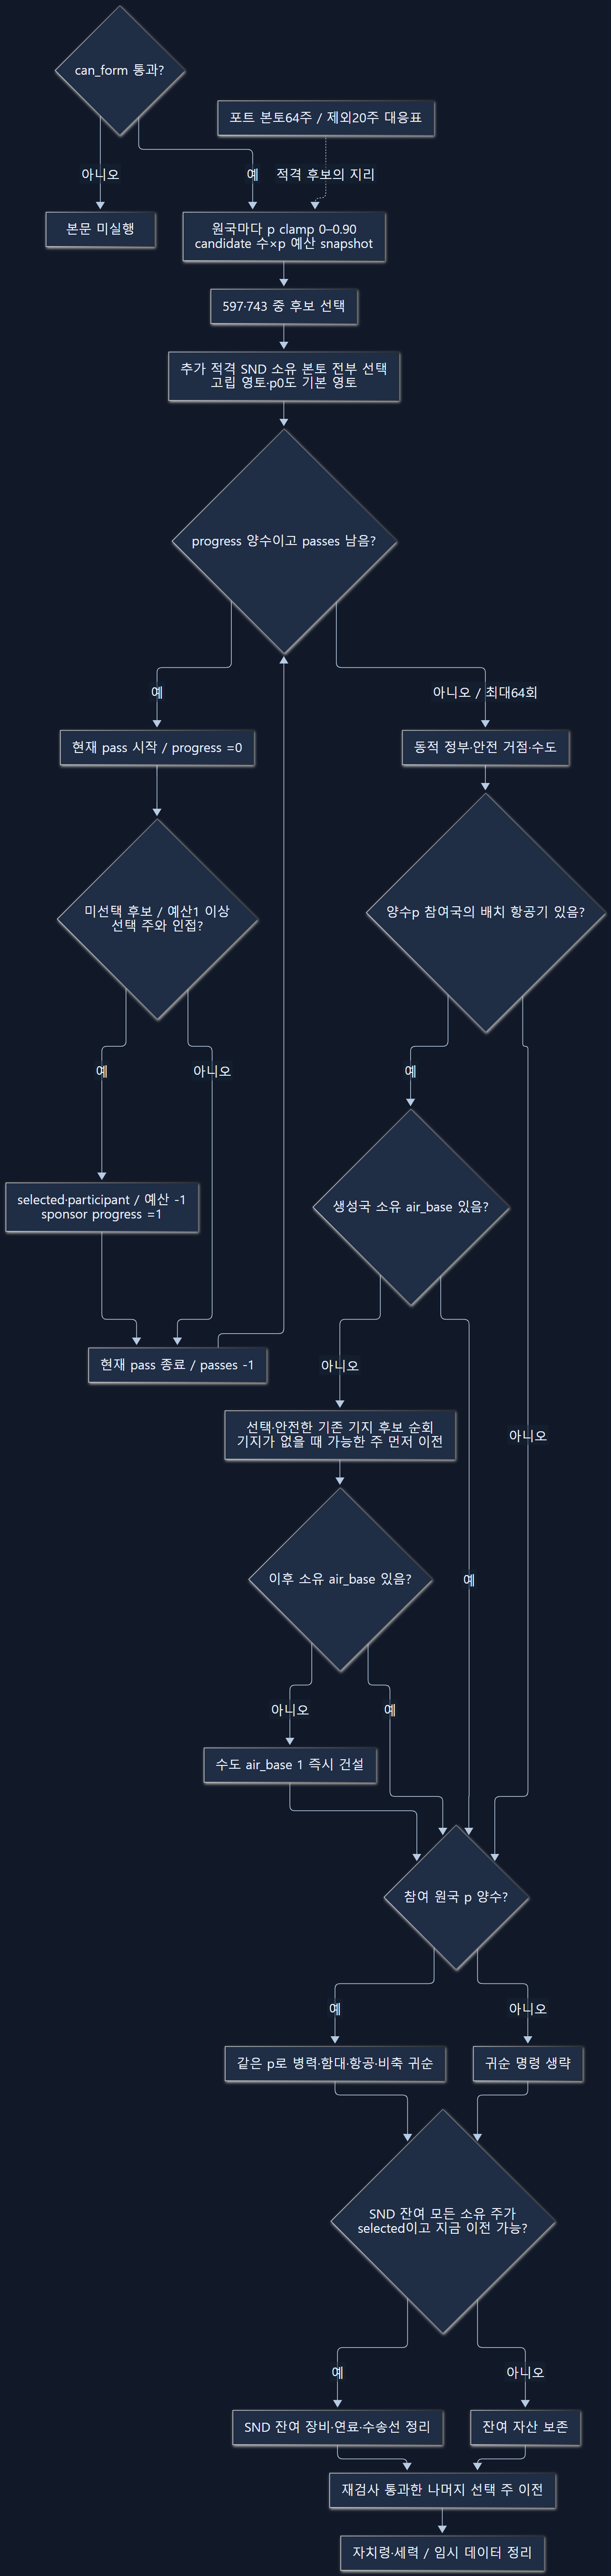 can_form 통과?
포트 본토64주 / 제외20주 대응표
아니오
예
적격 후보의 지리
본문 미실행
원국마다 p clamp 0–0.90
candidate 수×p 예산 snapshot
597·743 중 후보 선택
추가 적격 SND 소유 본토 전부 선택
고립 영토·p0도 기본 영토
progress 양수이고 passes 남음?
예
아니오 / 최대64회
현재 pass 시작 / progress =0
동적 정부·안전 거점·수도
미선택 후보 / 예산1 이상
선택 주와 인접?
양수p 참여국의 배치 항공기 있음?
예
아니오
예
selected·participant / 예산 -1
sponsor progress =1
생성국 소유 air_base 있음?
현재 pass 종료 / passes -1
아니오
선택·안전한 기존 기지 후보 순회
기지가 없을 때 가능한 주 먼저 이전
아니오
이후 소유 air_base 있음?
예
아니오
예
수도 air_base 1 즉시 건설
참여 원국 p 양수?
예
아니오
같은 p로 병력·함대·항공·비축 귀순
귀순 명령 생략
SND 잔여 모든 소유 주가
selected이고 지금 이전 가능?
예
아니오
SND 잔여 장비·연료·수송선 정리
잔여 자산 보존
재검사 통과한 나머지 선택 주 이전
자치령·세력 / 임시 데이터 정리